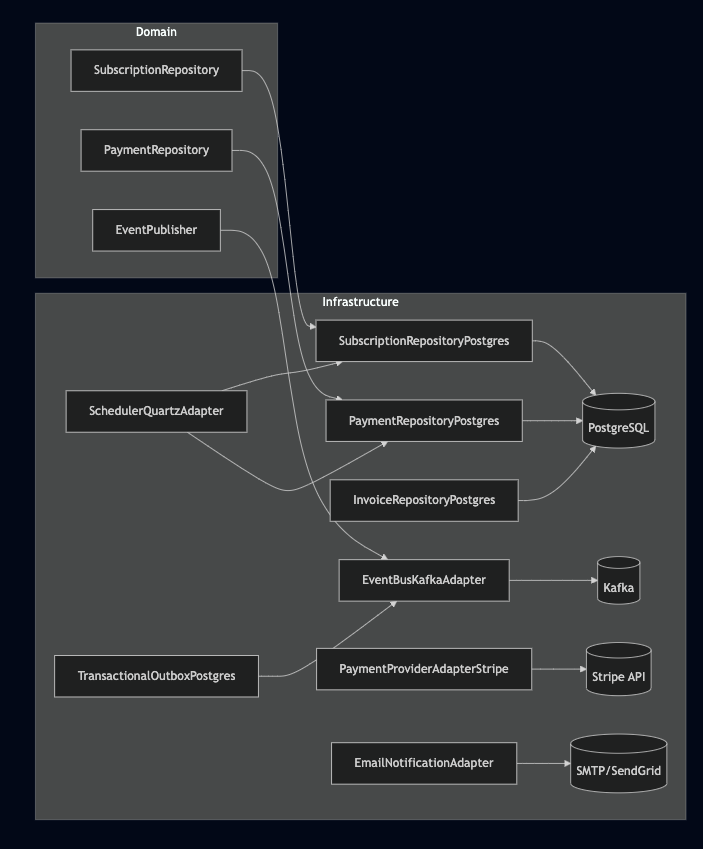 Domain
SubscriptionRepository
PaymentRepository
EventPublisher
Infrastructure
SubscriptionRepositoryPostgres
SchedulerQuartzAdapter
PaymentRepositoryPostgres
PostgreSQL
InvoiceRepositoryPostgres
EventBusKafkaAdapter
Kafka
TransactionalOutboxPostgres
PaymentProviderAdapterStripe
Stripe API
EmailNotificationAdapter
SMTP/SendGrid